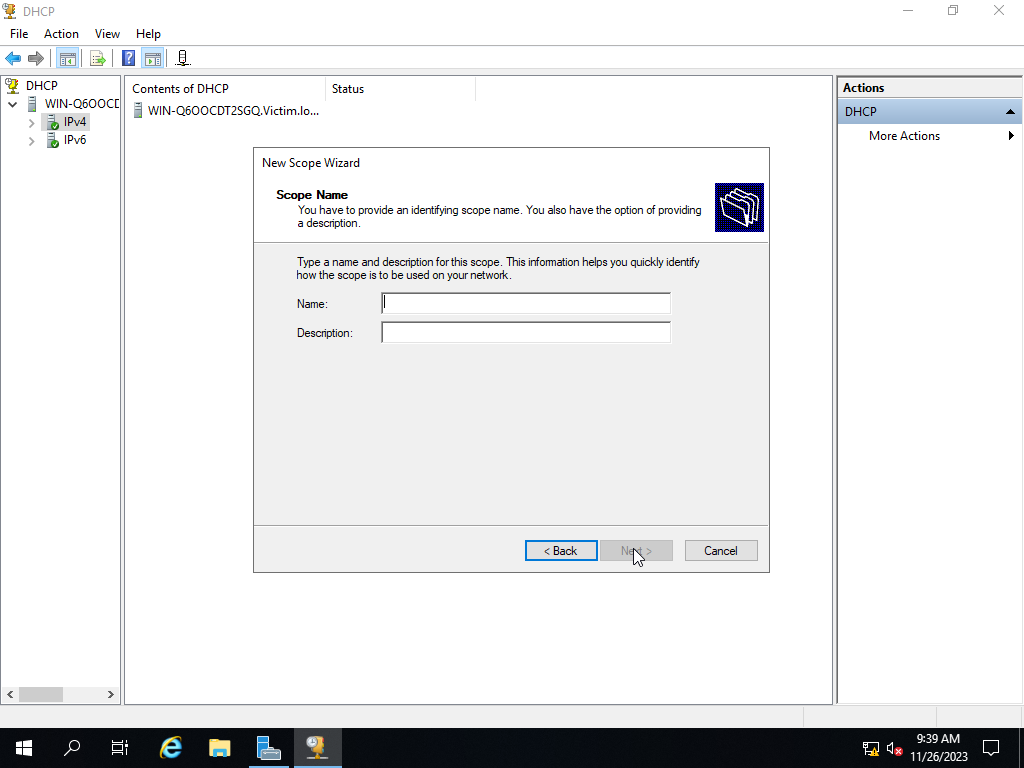 DHCP
File Action View Help
DHCP
WIN-Q6OOCD
IPv4
IPv6
Contents of DHCP Status
WIN-Q6OOCDT2SGQ.Victim.lo...
Actions
DHCP
More Actions
New Scope Wizard
Scope Name
You have to provide an identifying scope name. You also have the option of providing
a description.
Type a name and description for this scope. This information helps you quickly identify
how the scope is to be used on your network.
Name:
Description:
< Back Next > Cancel
9:39 AM
11/26/2023